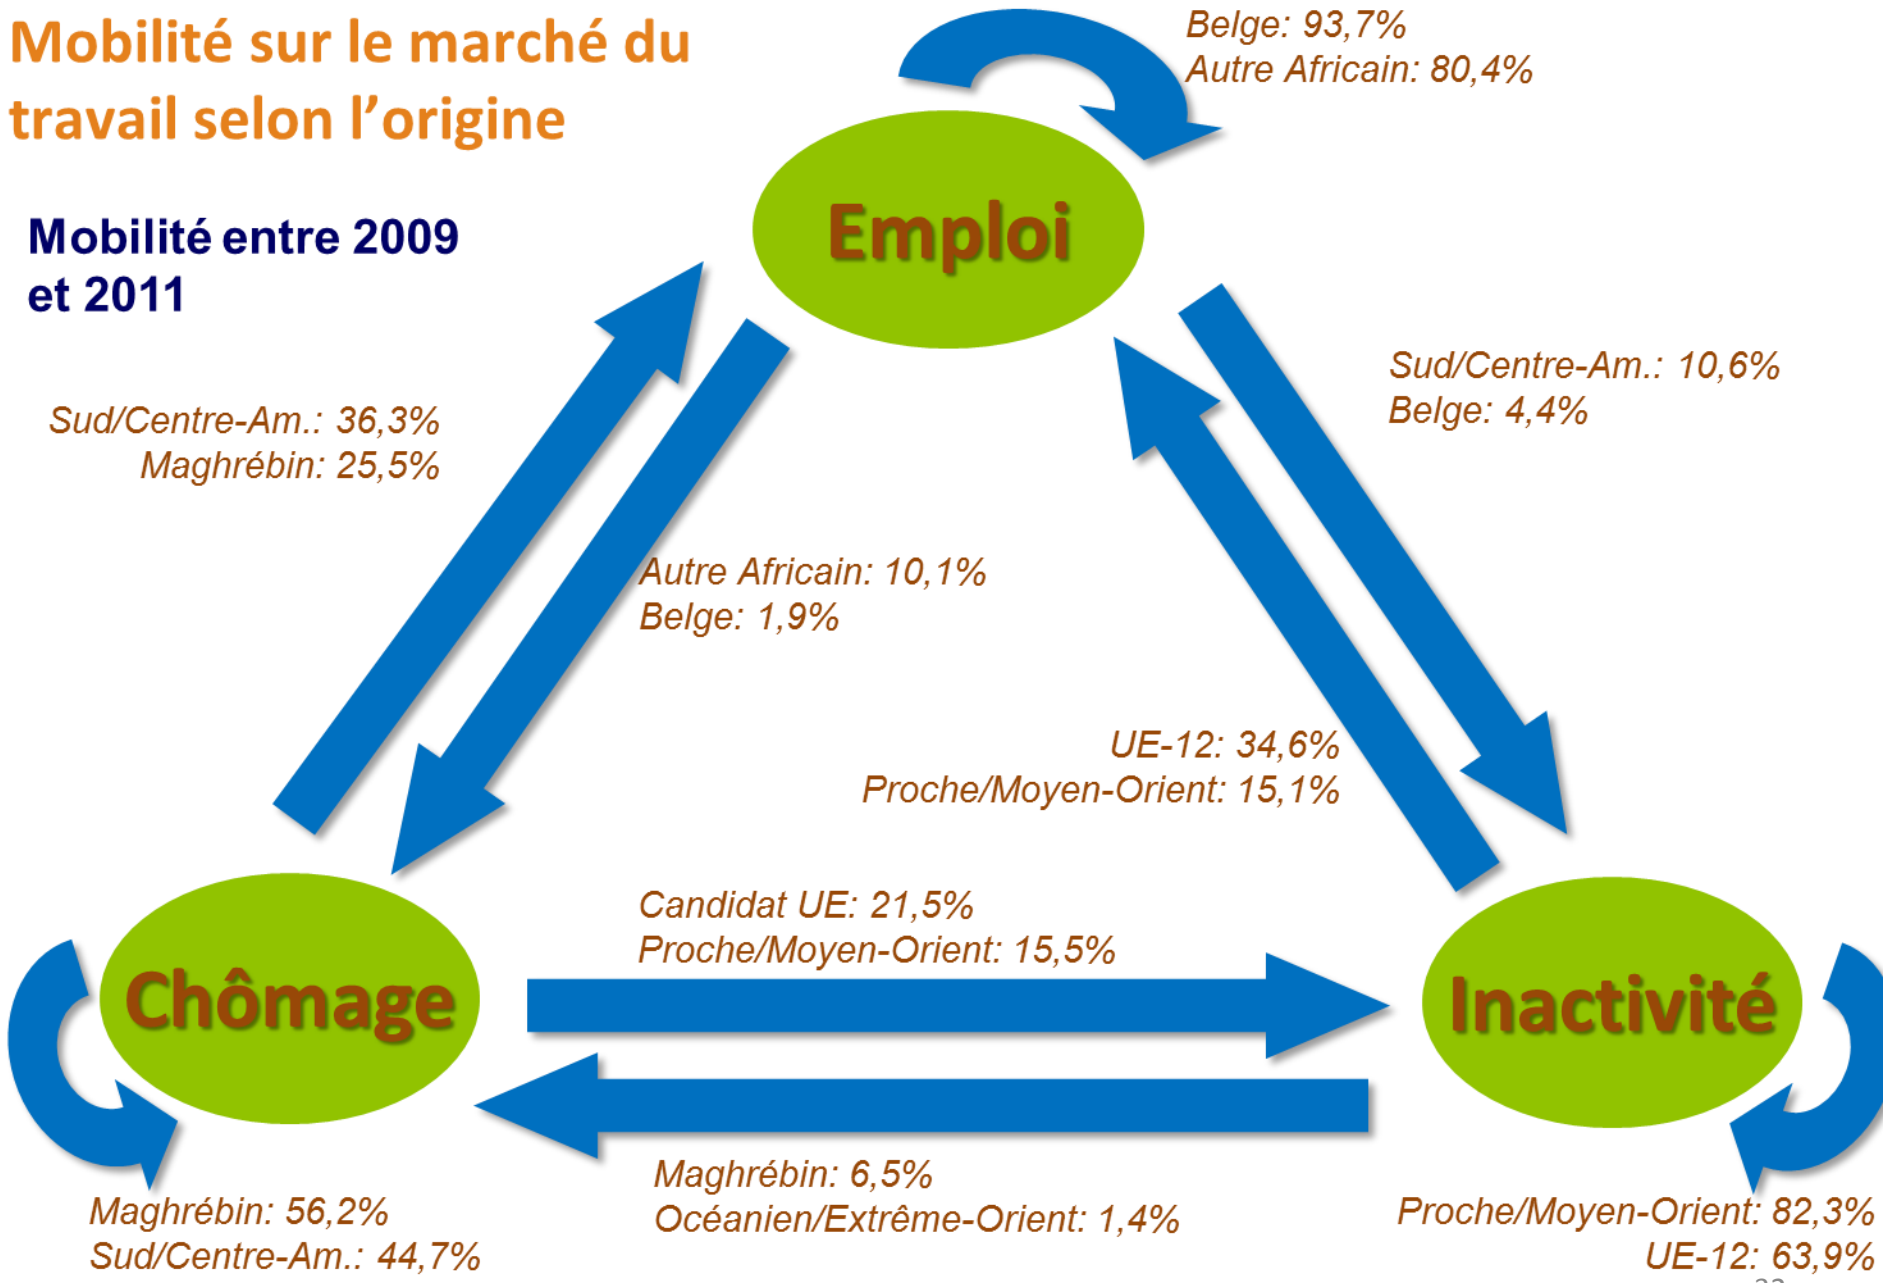 Mobilité sur le marché du
travail selon l’origine
Mobilité entre 2009
et 2011
Belge: 93,7%
Autre Africain: 80,4%
Emploi
Sud/Centre-Am.: 36,3%
Maghrébin: 25,5%
Sud/Centre-Am.: 10,6%
Belge: 4,4%
Autre Africain: 10,1%
Belge: 1,9%
UE-12: 34,6%
Proche/Moyen-Orient: 15,1%
Candidat UE: 21,5%
Proche/Moyen-Orient: 15,5%
Chômage
Inactivité
Maghrébin: 6,5%
Océanien/Extrême-Orient: 1,4%
Maghrébin: 56,2%
Sud/Centre-Am.: 44,7%
Proche/Moyen-Orient: 82,3%
UE-12: 63,9%